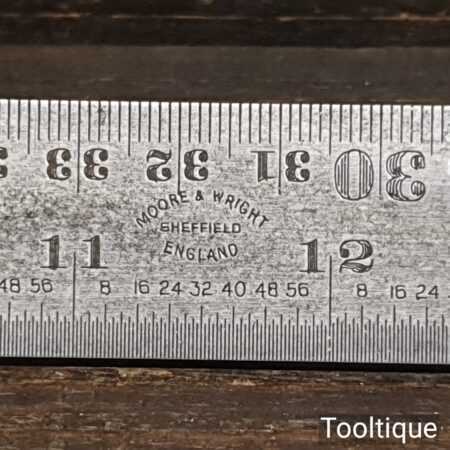 33 32 31 30
MOORE & WRIGHT
SHEFFIELD
ENGLAND
11 12
48 56 8 16 24 32 40 48 56 8 16 24
Tooltique